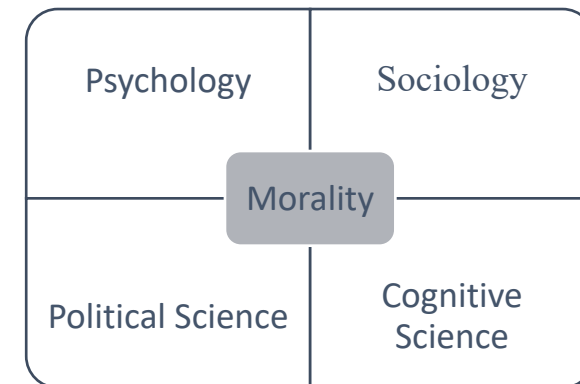 Psychology
Sociology
Morality
Political Science
Cognitive
Science